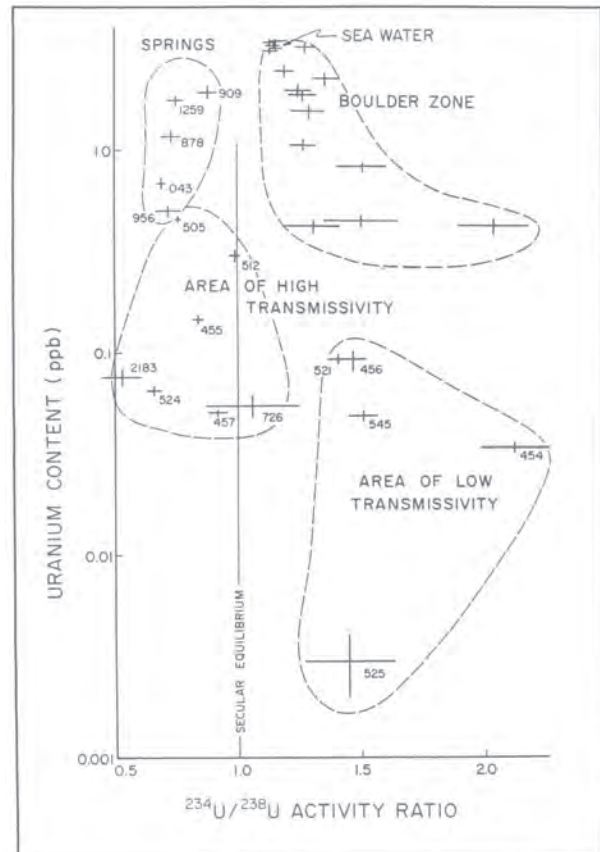 SPRINGS
SEA WATER
BOULDER ZONE
909
1259
878
043
956
505
512
AREA OF HIGH
TRANSMISSIVITY
455
2183
524
457
726
521
456
545
454
AREA OF LOW
TRANSMISSIVITY
525
SECULAR EQUILIBRIUM
URANIUM CONTENT (ppb)
1.0
0.1
0.01
0.001
0.5
1.0
1.5
2.0
²³⁴U/²³⁸U ACTIVITY RATIO